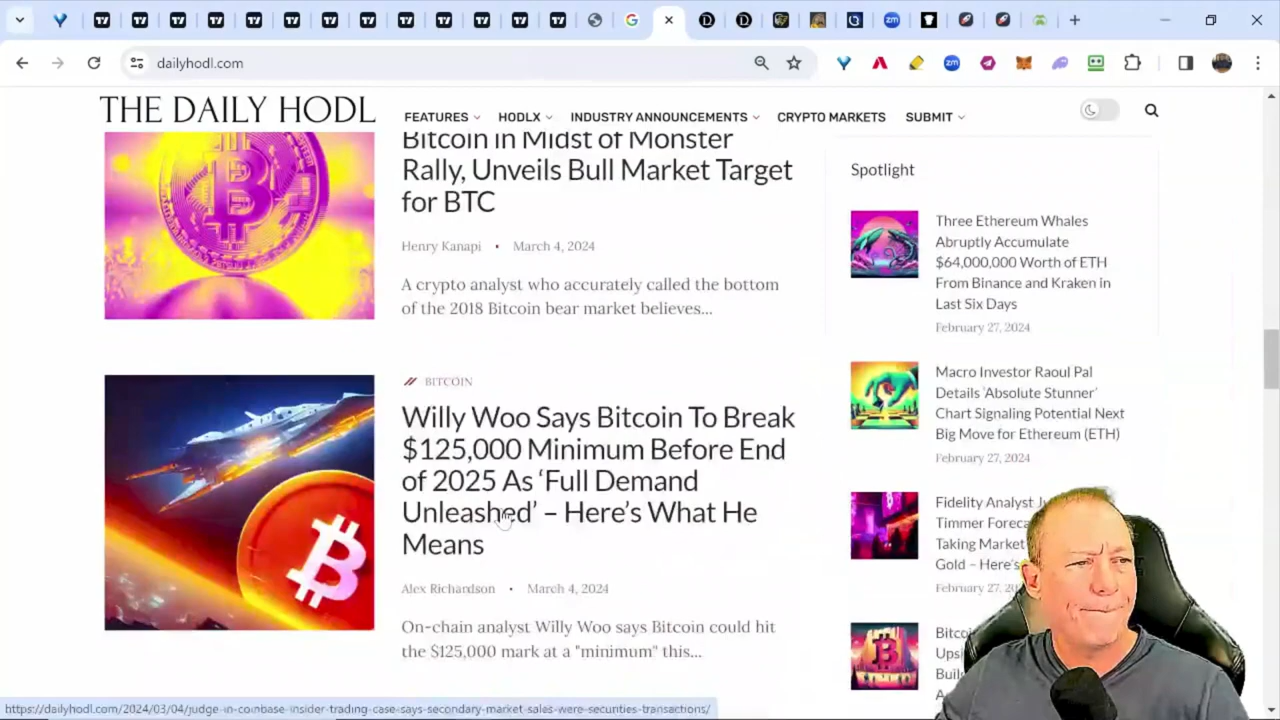 dailyhodl.com
THE DAILY HODL
FEATURES
HODLX
INDUSTRY ANNOUNCEMENTS
CRYPTO MARKETS
SUBMIT
Bitcoin in Midst of Monster
Rally, Unveils Bull Market Target
for BTC
Henry Kanapi • March 4, 2024
A crypto analyst who accurately called the bottom
of the 2018 Bitcoin bear market believes...
BITCOIN
Willy Woo Says Bitcoin To Break
$125,000 Minimum Before End
of 2025 As ‘Full Demand
Unleashed’ – Here’s What He
Means
Alex Richardson • March 4, 2024
On-chain analyst Willy Woo says Bitcoin could hit
the $125,000 mark at a "minimum" this...
Spotlight
Three Ethereum Whales
Abruptly Accumulate
$64,000,000 Worth of ETH
From Binance and Kraken in
Last Six Days
February 27, 2024
Macro Investor Raoul Pal
Details ‘Absolute Stunner’
Chart Signaling Potential Next
Big Move for Ethereum (ETH)
February 27, 2024
Fidelity Analyst
Timmer
Taking Market
Gold – Here’s
February 27,
https://dailyhodl.com/2024/03/04/judge-in-coinbase-insider-trading-case-says-secondary-market-sales-were-securities-transactions/